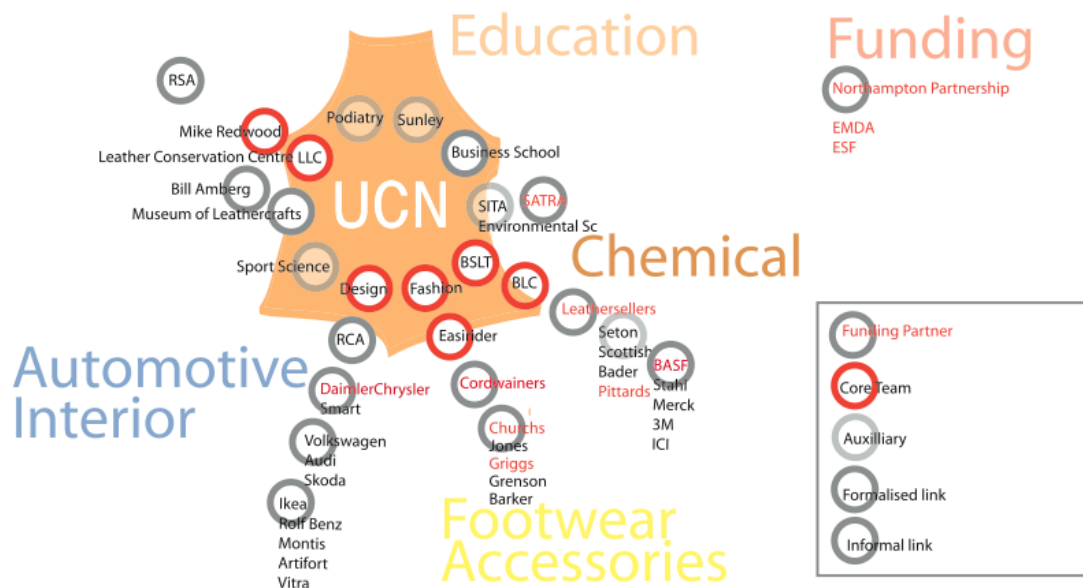 Education
Funding
RSA
Northampton Partnership
EMDA
ESF
Podiatry
Sunley
Mike Redwood
Leather Conservation Centre
LLC
Business School
Bill Amberg
Museum of Leathercrafts
UCN
SITA
SATRA
Environmental Sc
Chemical
Sport Science
Design
Fashion
BSLT
BLC
Leathersellers
RCA
Easirider
Seton
Scottish
Bader
Pittards
BASF
Stahl
Merck
3M
ICI
Automotive
Interior
DaimlerChrysler
Smart
Cordwainers
Volkswagen
Audi
Skoda
Churchs
Jones
Griggs
Grenson
Barker
Ikea
Rolf Benz
Montis
Artifort
Vitra
Footwear
Accessories
Funding Partner
Core Team
Auxilliary
Formalised link
Informal link